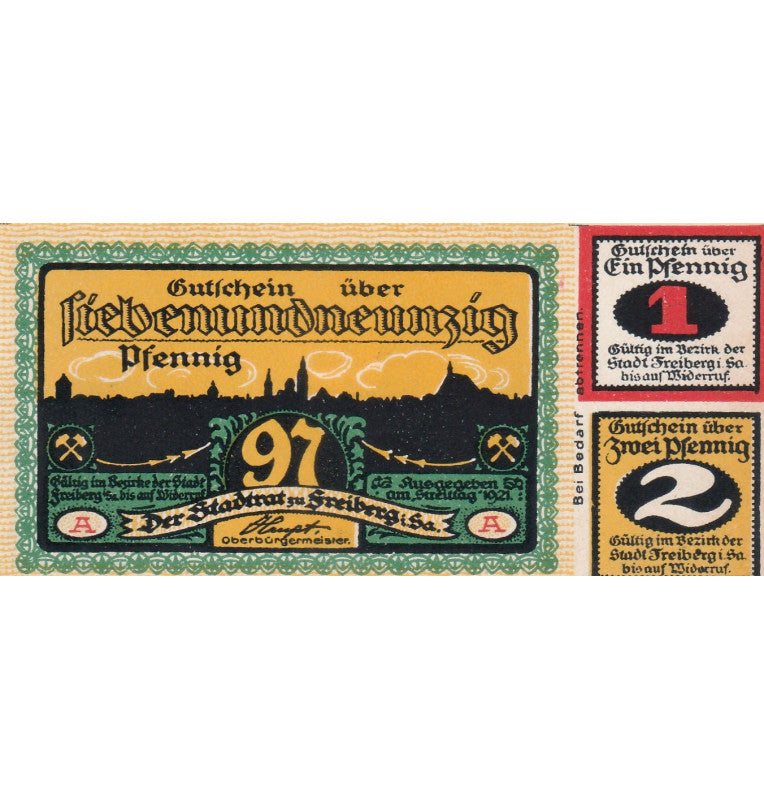 Gutschein über
siebenundneunzig
Pfennig
97
Gültig im Bezirke der Stadt
Freiberg Sa. bis auf Widerruf
Ausgegeben
am Streittag 1921
Der Stadtrat zu Freiberg i. Sa.
A
A
Oberbürgermeister.
Bei Bedarf abtrennen.
Gutschein über
Ein Pfennig
1
Gültig im Bezirk der
Stadt Freiberg i. Sa.
bis auf Widerruf.
Gutschein über
Zwei Pfennig
2
Gültig im Bezirk der
Stadt Freiberg i. Sa.
bis auf Widerruf.